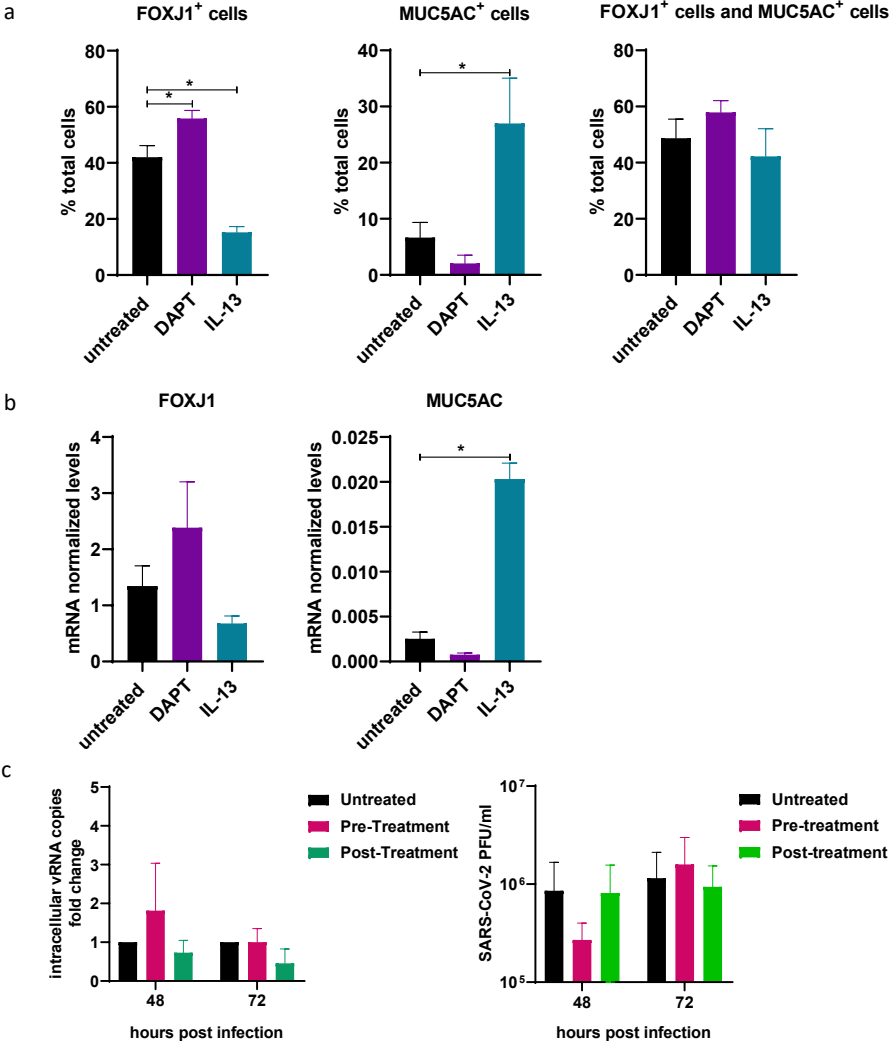 a
FOXJ1+ cells
MUC5AC+ cells
FOXJ1+ cells and MUC5AC+ cells
% total cells
80
60
40
20
0
*
*
untreated
DAPT
IL-13
% total cells
40
30
20
10
0
*
untreated
DAPT
IL-13
% total cells
80
60
40
20
0
untreated
DAPT
IL-13
b
FOXJ1
MUC5AC
mRNA normalized levels
4
3
2
1
0
untreated
DAPT
IL-13
mRNA normalized levels
0.025
0.020
0.015
0.010
0.005
0.000
*
untreated
DAPT
IL-13
c
intracellular vRNA copies
fold change
5
4
3
2
1
0
48
72
hours post infection
Untreated
Pre-Treatment
Post-Treatment
SARS-CoV-2 PFU/ml
10⁷
10⁶
10⁵
48
72
hours post infection
Untreated
Pre-treatment
Post-treatment